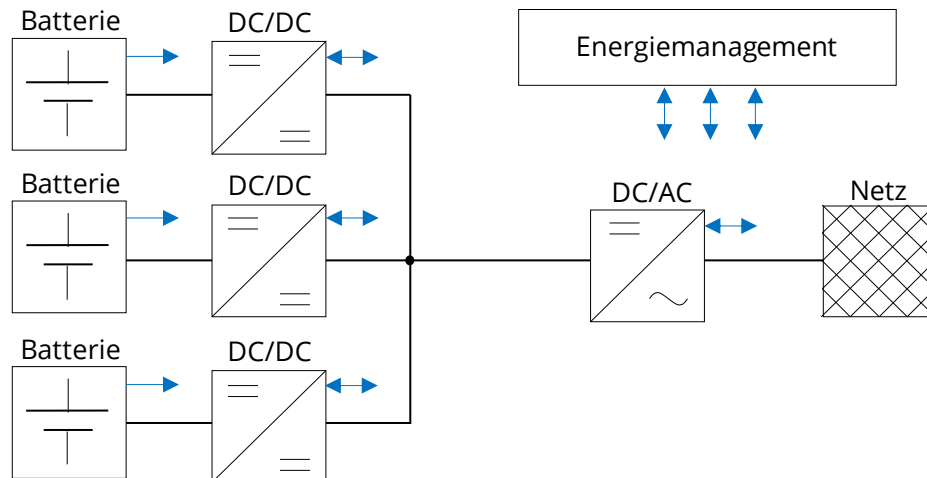 Batterie
DC/DC
Energiemanagement
Batterie
DC/DC
DC/AC
Netz
Batterie
DC/DC